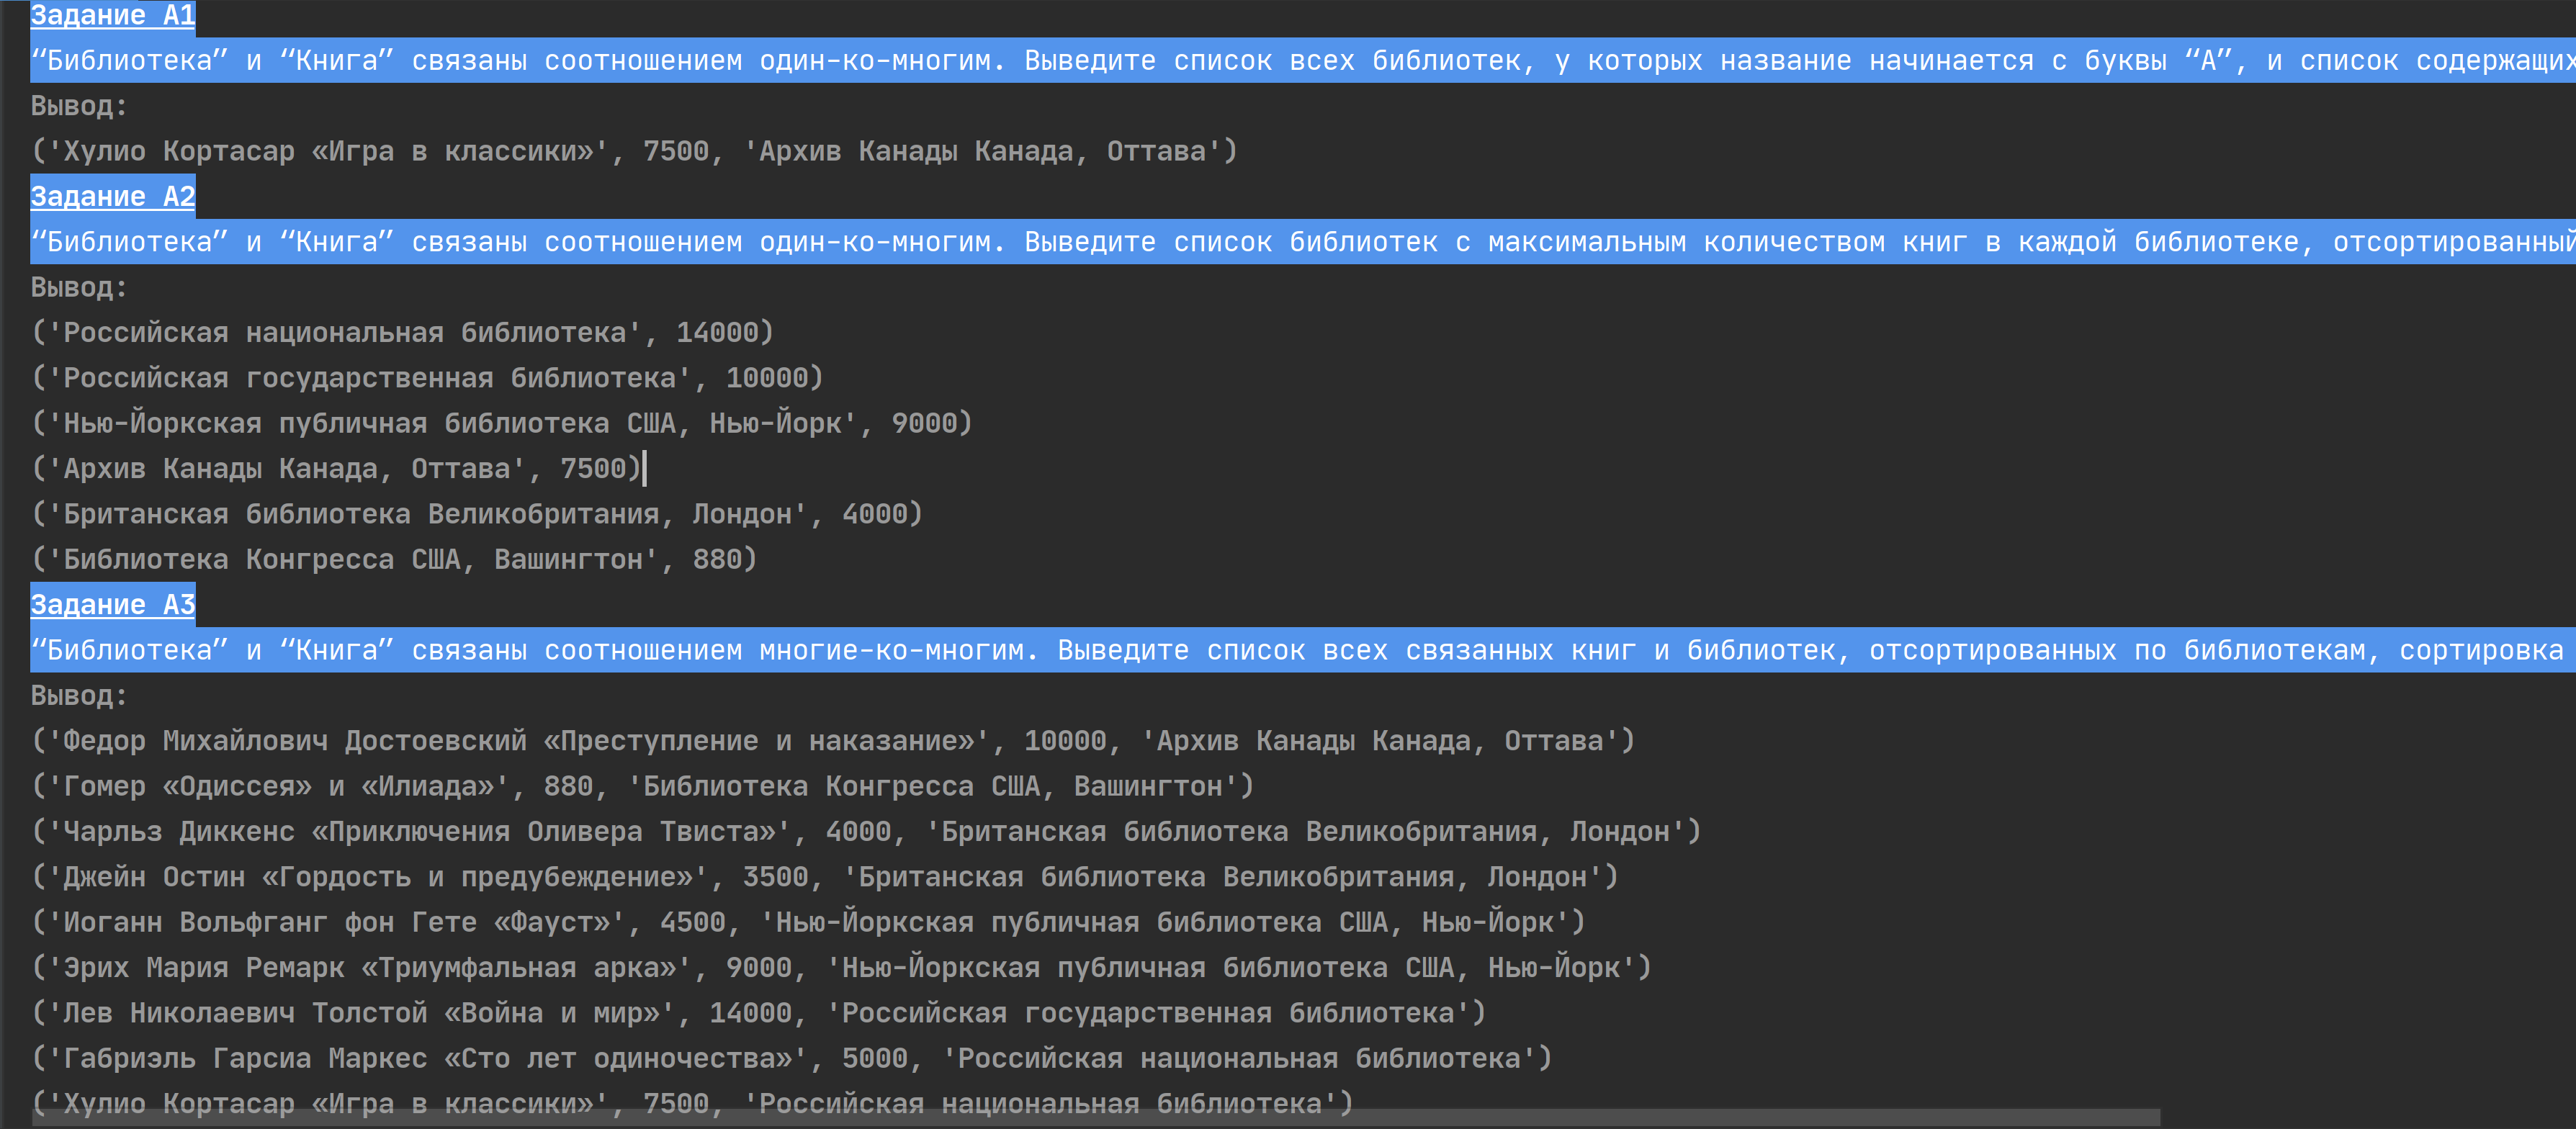 Задание А1
“Библиотека” и “Книга” связаны соотношением один-ко-многим. Выведите список всех библиотек, у которых название начинается с буквы “А”, и список содержащих
Вывод:
('Хулио Кортасар «Игра в классики»', 7500, 'Архив Канады Канада, Оттава')
Задание А2
“Библиотека” и “Книга” связаны соотношением один-ко-многим. Выведите список библиотек с максимальным количеством книг в каждой библиотеке, отсортированный
Вывод:
('Российская национальная библиотека', 14000)
('Российская государственная библиотека', 10000)
('Нью-Йоркская публичная библиотека США, Нью-Йорк', 9000)
('Архив Канады Канада, Оттава', 7500)
('Британская библиотека Великобритания, Лондон', 4000)
('Библиотека Конгресса США, Вашингтон', 880)
Задание А3
“Библиотека” и “Книга” связаны соотношением многие-ко-многим. Выведите список всех связанных книг и библиотек, отсортированных по библиотекам, сортировка
Вывод:
('Федор Михайлович Достоевский «Преступление и наказание»', 10000, 'Архив Канады Канада, Оттава')
('Гомер «Одиссея» и «Илиада»', 880, 'Библиотека Конгресса США, Вашингтон')
('Чарльз Диккенс «Приключения Оливера Твиста»', 4000, 'Британская библиотека Великобритания, Лондон')
('Джейн Остин «Гордость и предубеждение»', 3500, 'Британская библиотека Великобритания, Лондон')
('Иоганн Вольфганг фон Гете «Фауст»', 4500, 'Нью-Йоркская публичная библиотека США, Нью-Йорк')
('Эрих Мария Ремарк «Триумфальная арка»', 9000, 'Нью-Йоркская публичная библиотека США, Нью-Йорк')
('Лев Николаевич Толстой «Война и мир»', 14000, 'Российская государственная библиотека')
('Габриэль Гарсиа Маркес «Сто лет одиночества»', 5000, 'Российская национальная библиотека')
('Хулио Кортасар «Игра в классики»', 7500, 'Российская национальная библиотека')